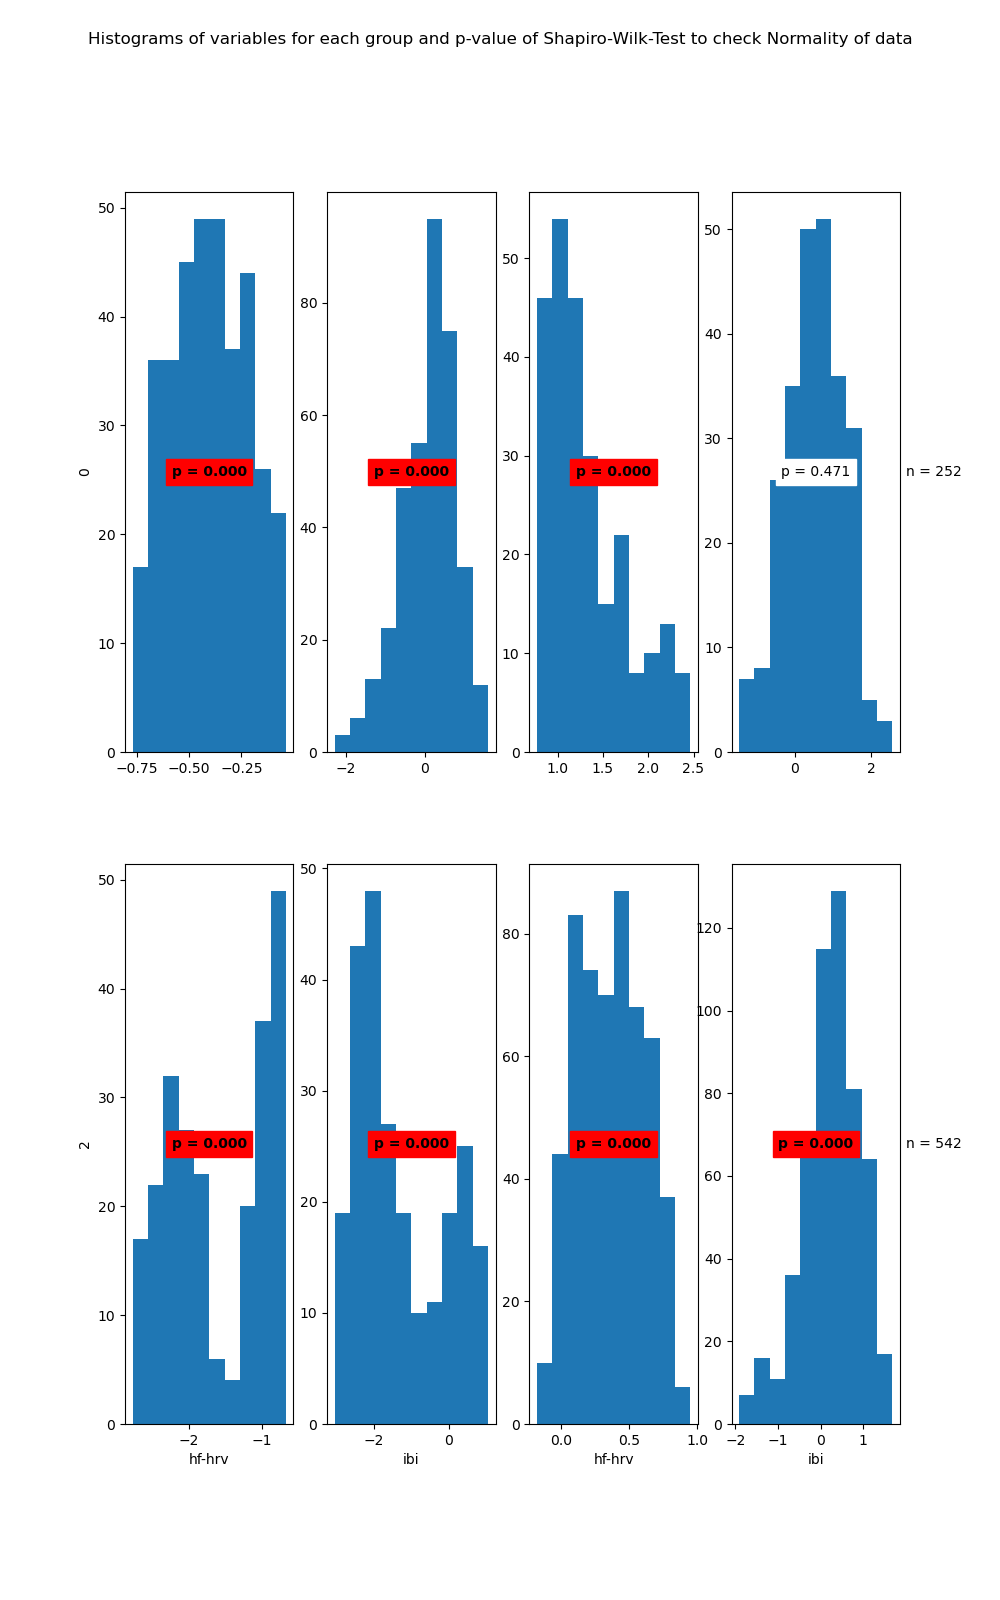 Histograms of variables for each group and p-value of Shapiro-Wilk-Test to check Normality of data
50
40
30
20
10
0
0
p = 0.000
−0.75 −0.50 −0.25
80
60
40
20
0
p = 0.000
−2 0
50
40
30
20
10
0
p = 0.000
1.0 1.5 2.0 2.5
50
40
30
20
10
0
p = 0.471
n = 252
0 2
50
40
30
20
10
0
2
p = 0.000
−2 −1
hf-hrv
50
40
30
20
10
0
p = 0.000
−2 0
ibi
80
60
40
20
0
p = 0.000
0.0 0.5 1.0
hf-hrv
120
100
80
60
40
20
0
p = 0.000
n = 542
−2 −1 0 1
ibi